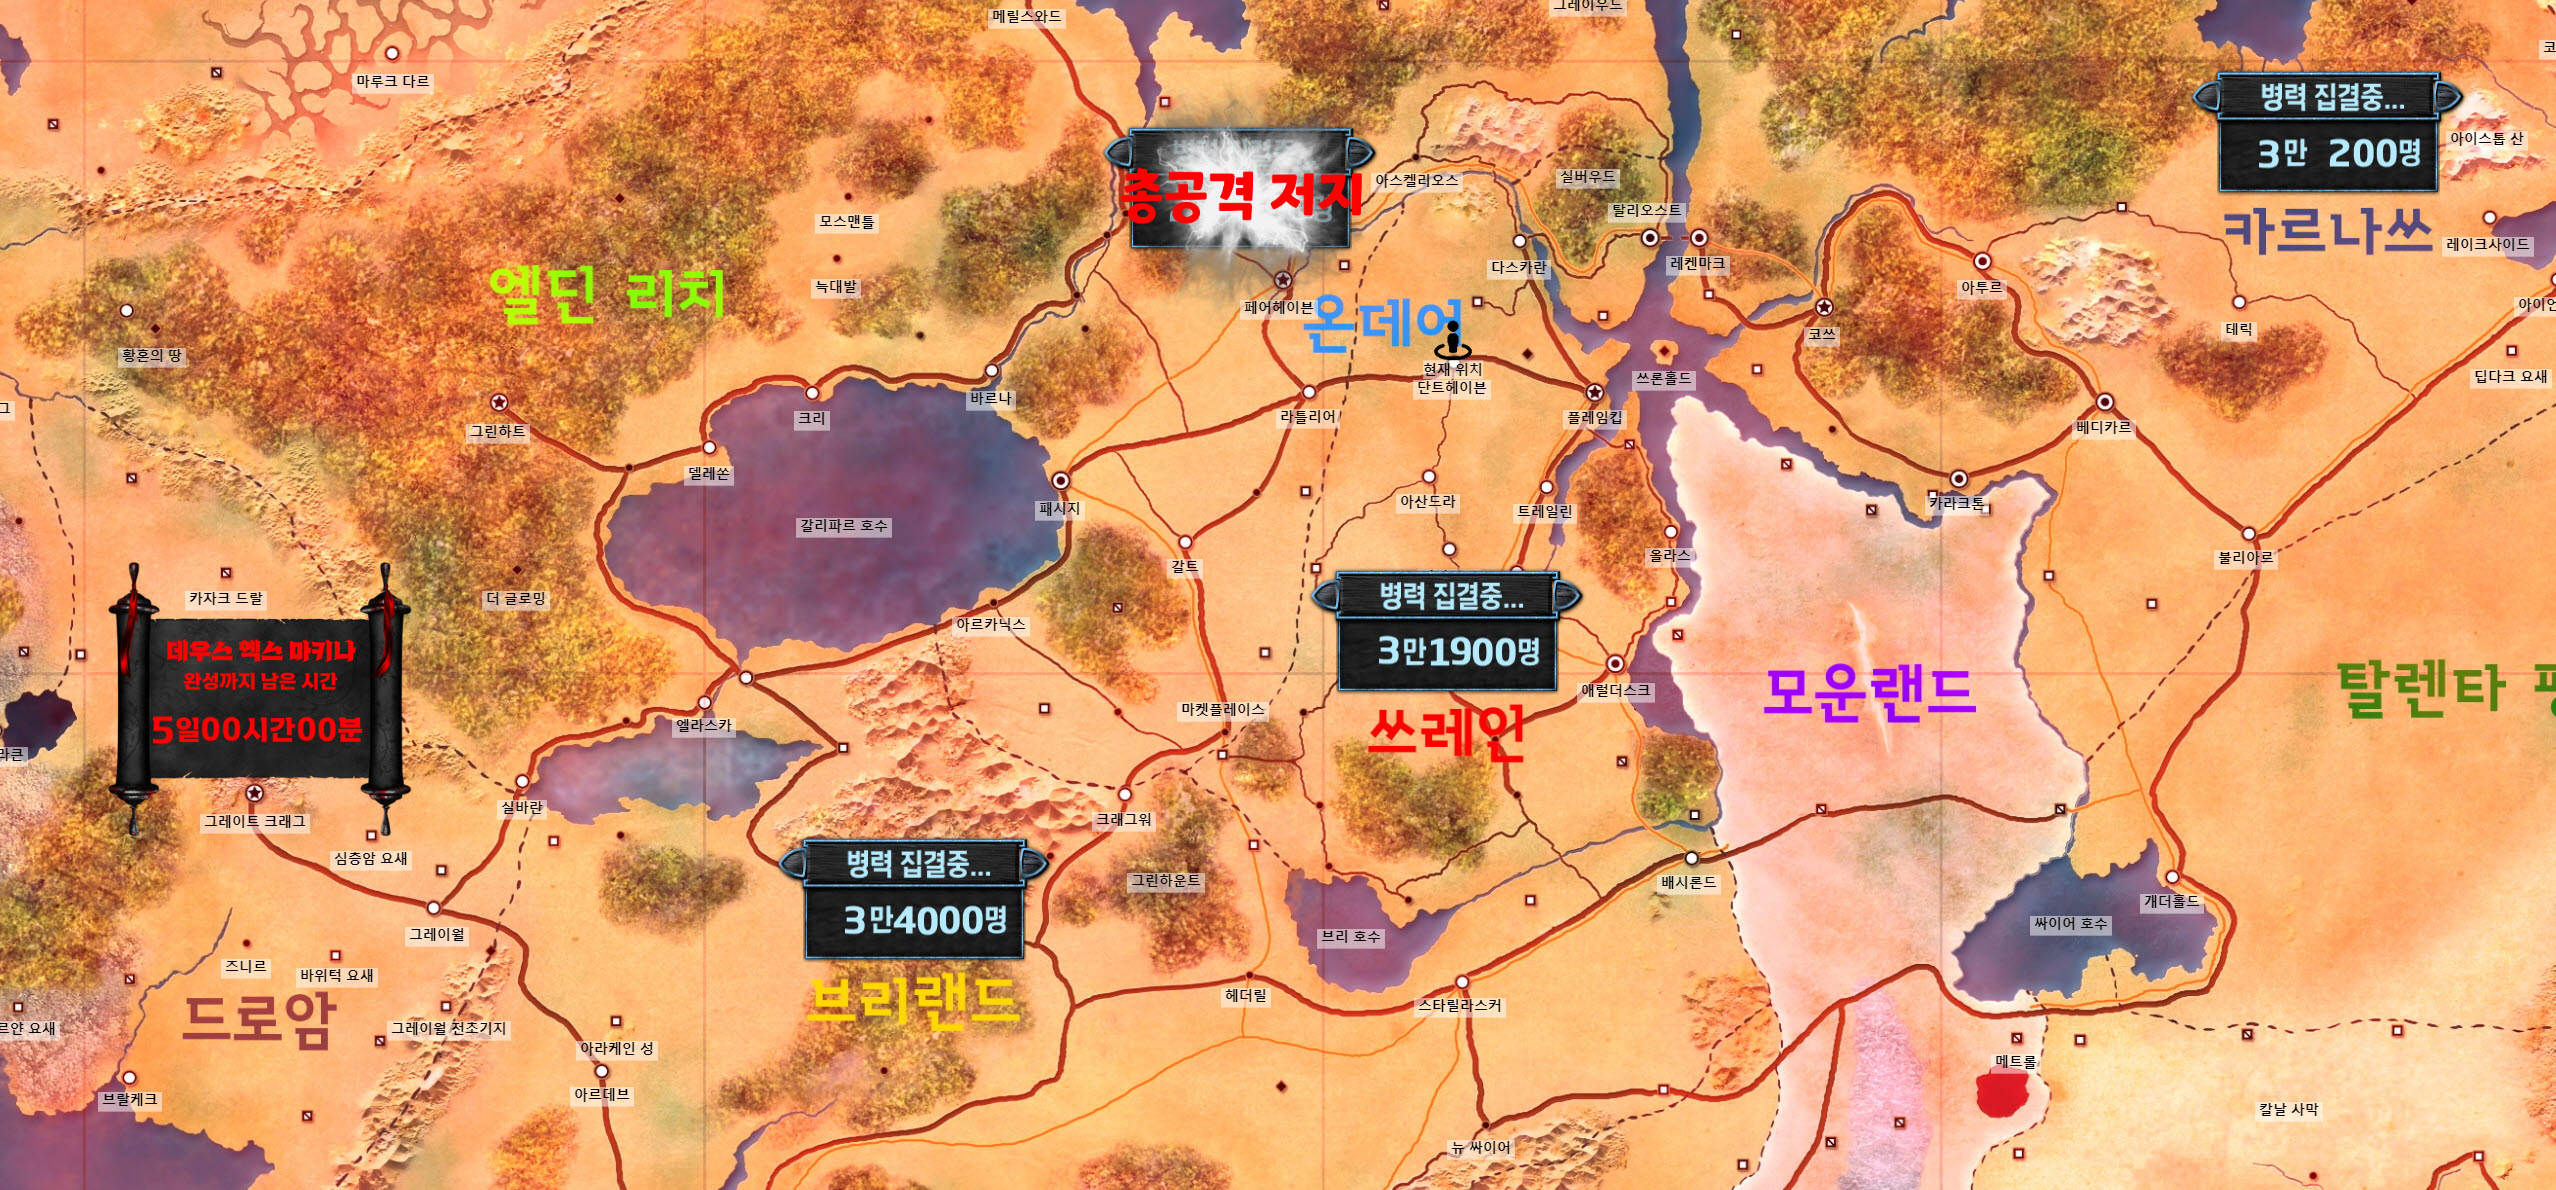 메릴스와드
그레이우드
마루크 다르
병력 집결중...
3만 200명
아이스톱 산
총공격 저지
아스켈리오스
실버우드
탈리오스트
모스맨틀
카르나쓰
레이크사이드
다스카란
레켄마크
엘딘 리치
늑대발
페어헤이븐
온데어
아투르
코쓰
테릭
황혼의 땅
현재 위치
단트헤이븐
쓰론홀드
딥다크 요새
그린하트
크리
바르나
라틀리어
플레임킵
베디카르
델레쏜
패시지
아산드라
트레일린
카라크톤
갈리파르 호수
갈트
올라스
불리아르
카자크 드랄
더 글로밍
아르카닉스
병력 집결중...
3만1900명
데우스 엑스 마키나
완성까지 남은 시간
5일00시간00분
애럴더스크
모운랜드
탈렌타
마켓플레이스
엘라스카
쓰레인
실바란
그레이트 크래그
크래그워
심층암 요새
병력 집결중...
3만4000명
그린하운트
배시론드
개더홀드
싸이어 호수
그레이월
브리 호수
즈니르
바위턱 요새
헤더릴
스타릴라스커
드로암
브리랜드
르얀 요새
그레이월 전초기지
아라케인 성
메트롤
아르데브
브랄케크
칼날 사막
뉴 싸이어